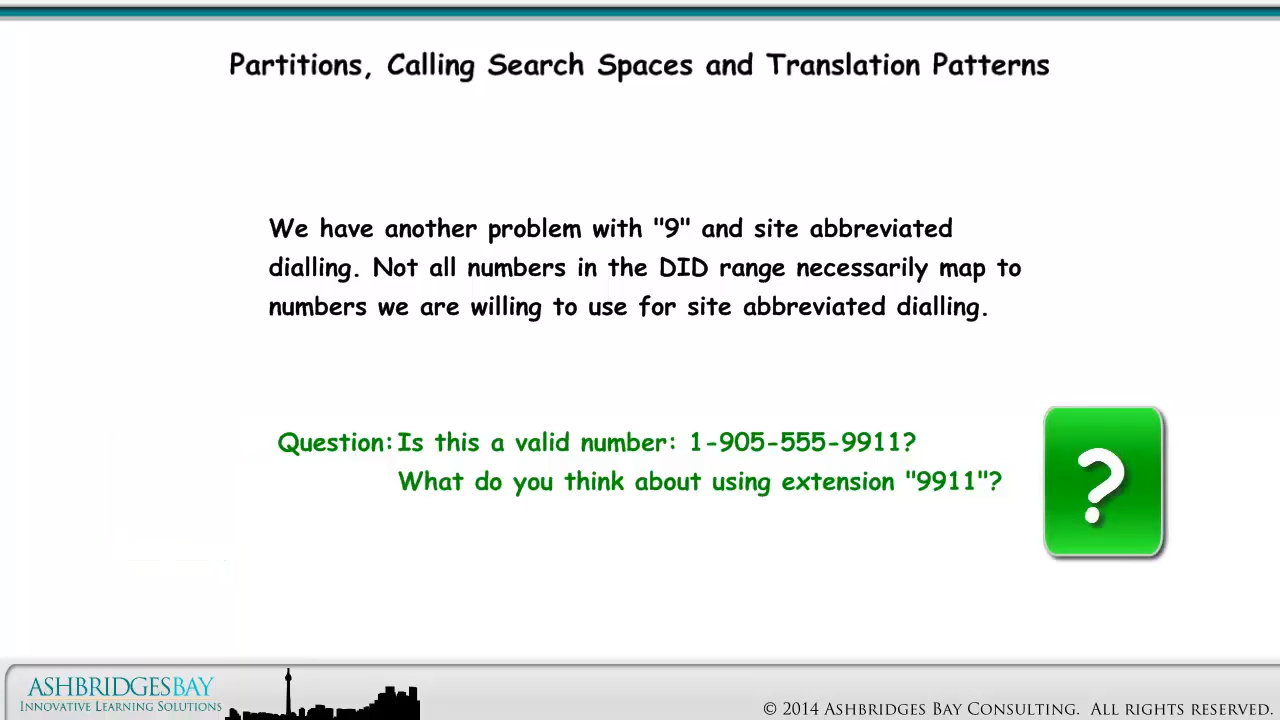 Partitions, Calling Search Spaces and Translation Patterns
We have another problem with "9" and site abbreviated
dialling. Not all numbers in the DID range necessarily map to
numbers we are willing to use for site abbreviated dialling.
Question: Is this a valid number: 1-905-555-9911?
What do you think about using extension "9911"?
?
ASHBRIDGESBAY
INNOVATIVE LEARNING SOLUTIONS
© 2014 ASHBRIDGES BAY CONSULTING. ALL RIGHTS RESERVED.